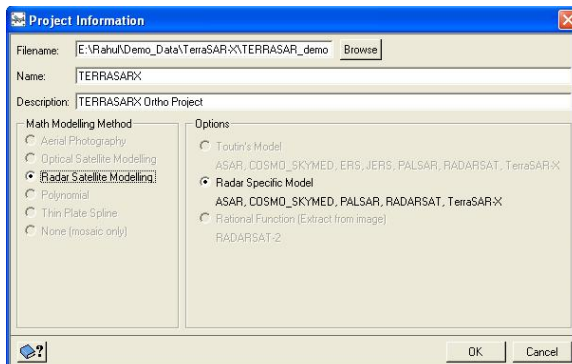 Project Information
Filename: E:\Rahul\Demo_Data\TerraSAR-X\TERRASAR_demo Browse
Name: TERRASARX
Description: TERRASARX Ortho Project
Math Modelling Method
Aerial Photography
Optical Satellite Modelling
Radar Satellite Modelling
Polynomial
Thin Plate Spline
None (mosaic only)
Options
Toutin's Model
ASAR, COSMO_SKYMED, ERS, JERS, PALSAR, RADARSAT, TerraSAR-X
Radar Specific Model
ASAR, COSMO_SKYMED, PALSAR, RADARSAT, TerraSAR-X
Rational Function (Extract from image)
RADARSAT-2
?
OK Cancel